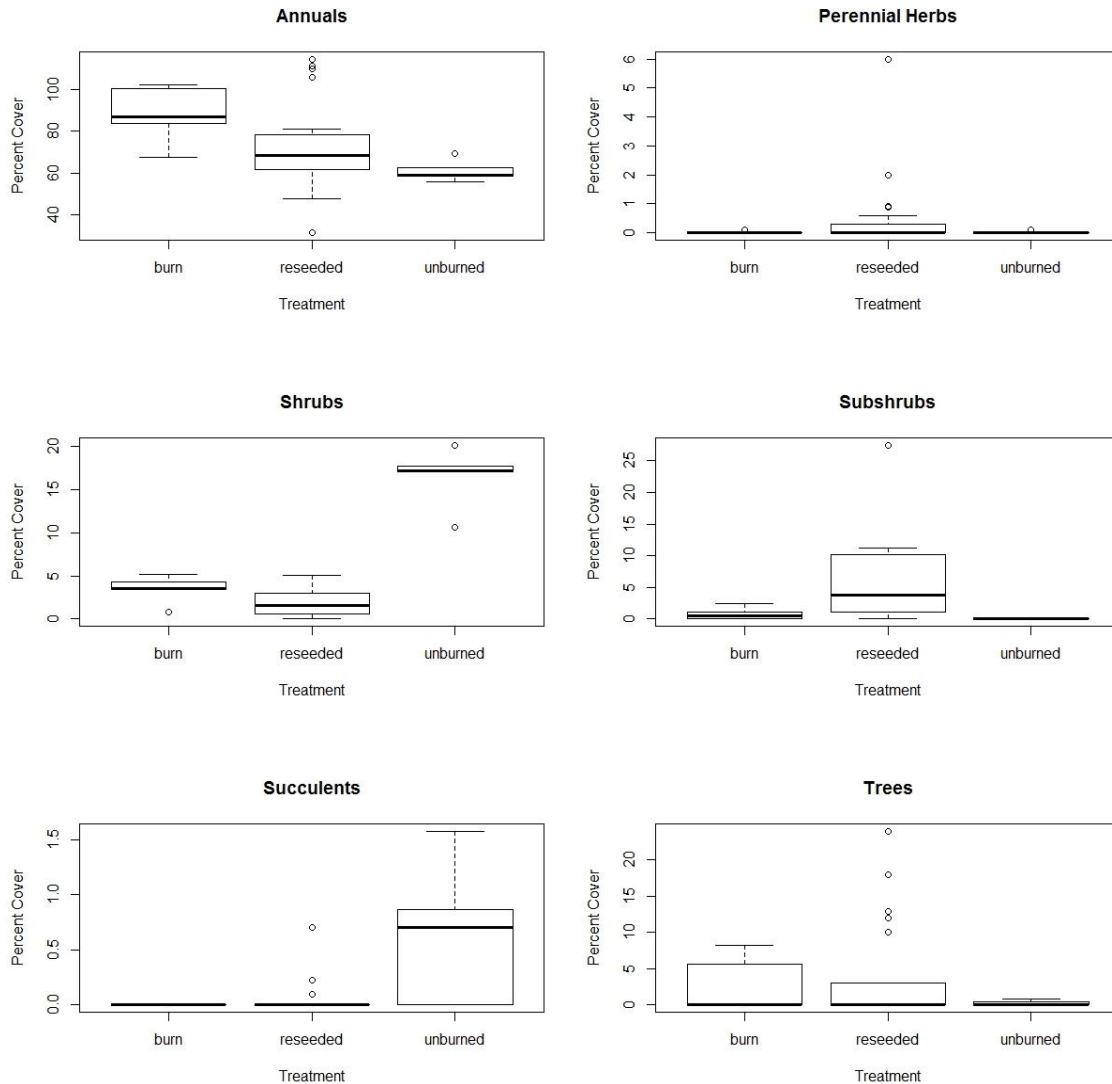 Annuals
Percent Cover
100
80
60
40
burn reseeded unburned
Treatment
Perennial Herbs
Percent Cover
6
5
4
3
2
1
0
burn reseeded unburned
Treatment
Shrubs
Percent Cover
20
15
10
5
0
burn reseeded unburned
Treatment
Subshrubs
Percent Cover
25
20
15
10
5
0
burn reseeded unburned
Treatment
Succulents
Percent Cover
1.5
1.0
0.5
0.0
burn reseeded unburned
Treatment
Trees
Percent Cover
20
15
10
5
0
burn reseeded unburned
Treatment